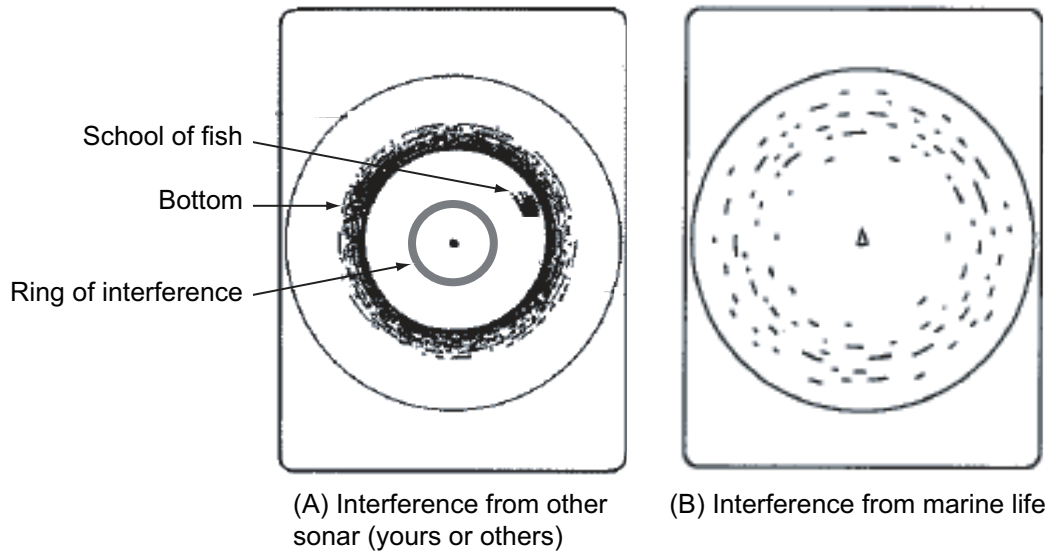 School of fish
Bottom
Ring of interference
(A) Interference from other
sonar (yours or others)
(B) Interference from marine life